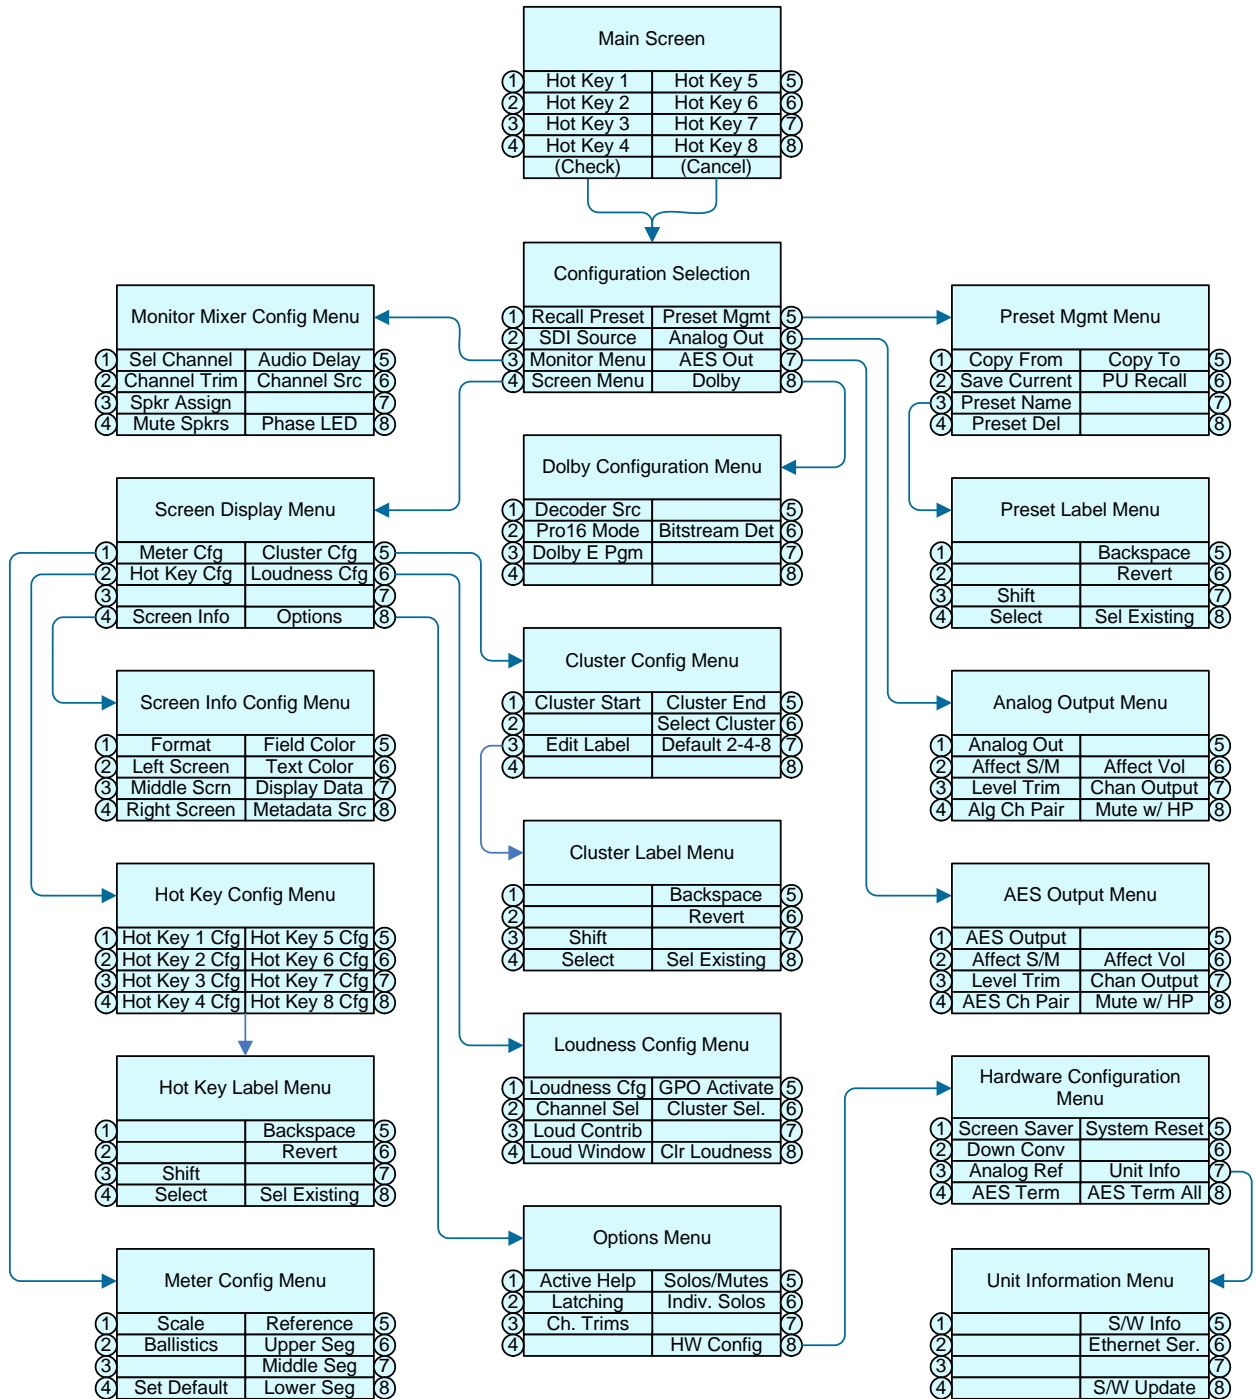 Main Screen
1 Hot Key 1 Hot Key 5 5
2 Hot Key 2 Hot Key 6 6
3 Hot Key 3 Hot Key 7 7
4 Hot Key 4 Hot Key 8 8
(Check) (Cancel)
Configuration Selection
1 Recall Preset Preset Mgmt 5
2 SDI Source Analog Out 6
3 Monitor Menu AES Out 7
4 Screen Menu Dolby 8
Monitor Mixer Config Menu
1 Sel Channel Audio Delay 5
2 Channel Trim Channel Src 6
3 Spkr Assign 7
4 Mute Spkrs Phase LED 8
Preset Mgmt Menu
1 Copy From Copy To 5
2 Save Current PU Recall 6
3 Preset Name 7
4 Preset Del 8
Dolby Configuration Menu
1 Decoder Src 5
2 Pro16 Mode Bitstream Det 6
3 Dolby E Pgm 7
4 8
Screen Display Menu
1 Meter Cfg Cluster Cfg 5
2 Hot Key Cfg Loudness Cfg 6
3 7
4 Screen Info Options 8
Preset Label Menu
1 Backspace 5
2 Revert 6
3 Shift 7
4 Select Sel Existing 8
Cluster Config Menu
1 Cluster Start Cluster End 5
2 Select Cluster 6
3 Edit Label Default 2-4-8 7
4 8
Screen Info Config Menu
1 Format Field Color 5
2 Left Screen Text Color 6
3 Middle Scrn Display Data 7
4 Right Screen Metadata Src 8
Analog Output Menu
1 Analog Out 5
2 Affect S/M Affect Vol 6
3 Level Trim Chan Output 7
4 Alg Ch Pair Mute w/ HP 8
Cluster Label Menu
1 Backspace 5
2 Revert 6
3 Shift 7
4 Select Sel Existing 8
Hot Key Config Menu
1 Hot Key 1 Cfg Hot Key 5 Cfg 5
2 Hot Key 2 Cfg Hot Key 6 Cfg 6
3 Hot Key 3 Cfg Hot Key 7 Cfg 7
4 Hot Key 4 Cfg Hot Key 8 Cfg 8
AES Output Menu
1 AES Output 5
2 Affect S/M Affect Vol 6
3 Level Trim Chan Output 7
4 AES Ch Pair Mute w/ HP 8
Loudness Config Menu
1 Loudness Cfg GPO Activate 5
2 Channel Sel Cluster Sel. 6
3 Loud Contrib 7
4 Loud Window Clr Loudness 8
Hot Key Label Menu
1 Backspace 5
2 Revert 6
3 Shift 7
4 Select Sel Existing 8
Hardware Configuration
Menu
1 Screen Saver System Reset 5
2 Down Conv 6
3 Analog Ref Unit Info 7
4 AES Term AES Term All 8
Options Menu
1 Active Help Solos/Mutes 5
2 Latching Indiv. Solos 6
3 Ch. Trims 7
4 HW Config 8
Meter Config Menu
1 Scale Reference 5
2 Ballistics Upper Seg 6
3 Middle Seg 7
4 Set Default Lower Seg 8
Unit Information Menu
1 S/W Info 5
2 Ethernet Ser. 6
3 7
4 S/W Update 8